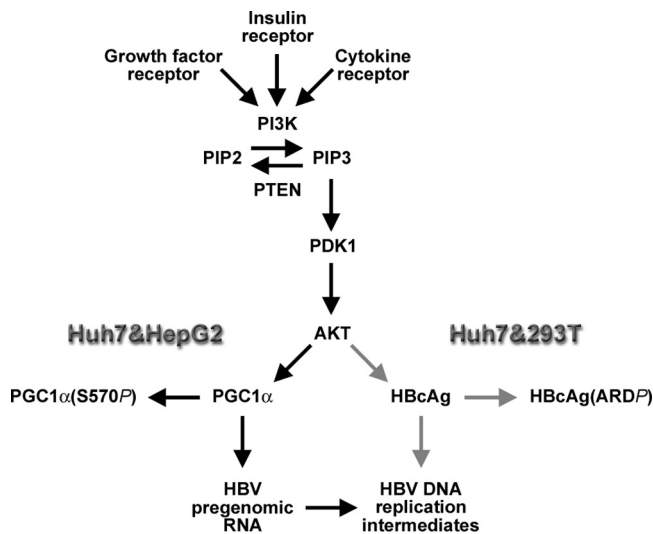 Insulin
receptor
Growth factor
receptor
Cytokine
receptor
PI3K
PIP2
PIP3
PTEN
PDK1
Huh7&HepG2
AKT
Huh7&293T
PGC1α(S570P)
PGC1α
HBcAg
HBcAg(ARDP)
HBV
pregenomic
RNA
HBV DNA
replication
intermediates